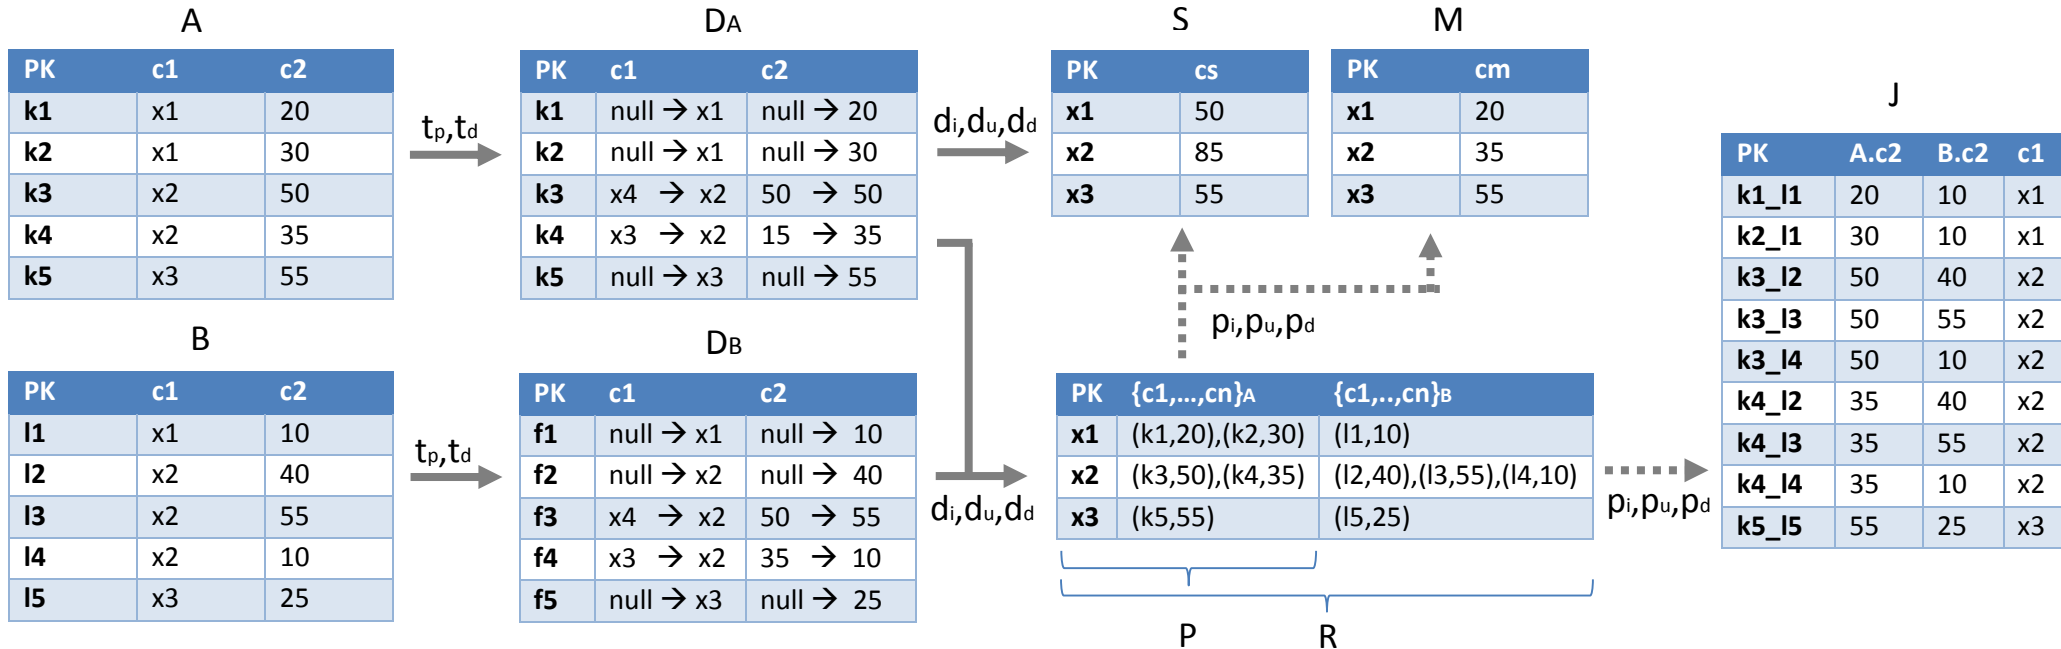 A
PK c1 c2
k1 x1 20
k2 x1 30
k3 x2 50
k4 x2 35
k5 x3 55
B
PK c1 c2
l1 x1 10
l2 x2 40
l3 x2 55
l4 x2 10
l5 x3 25
tp,td
tp,td
DA
PK c1 c2
k1 null → x1 null → 20
k2 null → x1 null → 30
k3 x4 → x2 50 → 50
k4 x3 → x2 15 → 35
k5 null → x3 null → 55
DB
PK c1 c2
f1 null → x1 null → 10
f2 null → x2 null → 40
f3 x4 → x2 50 → 55
f4 x3 → x2 35 → 10
f5 null → x3 null → 25
di,du,dd
di,du,dd
S
PK cs
x1 50
x2 85
x3 55
M
PK cm
x1 20
x2 35
x3 55
pi,pu,pd
PK {c1,...,cn}A {c1,..,cn}B
x1 (k1,20),(k2,30) (l1,10)
x2 (k3,50),(k4,35) (l2,40),(l3,55),(l4,10)
x3 (k5,55) (l5,25)
P R
pi,pu,pd
J
PK A.c2 B.c2 c1
k1_l1 20 10 x1
k2_l1 30 10 x1
k3_l2 50 40 x2
k3_l3 50 55 x2
k3_l4 50 10 x2
k4_l2 35 40 x2
k4_l3 35 55 x2
k4_l4 35 10 x2
k5_l5 55 25 x3